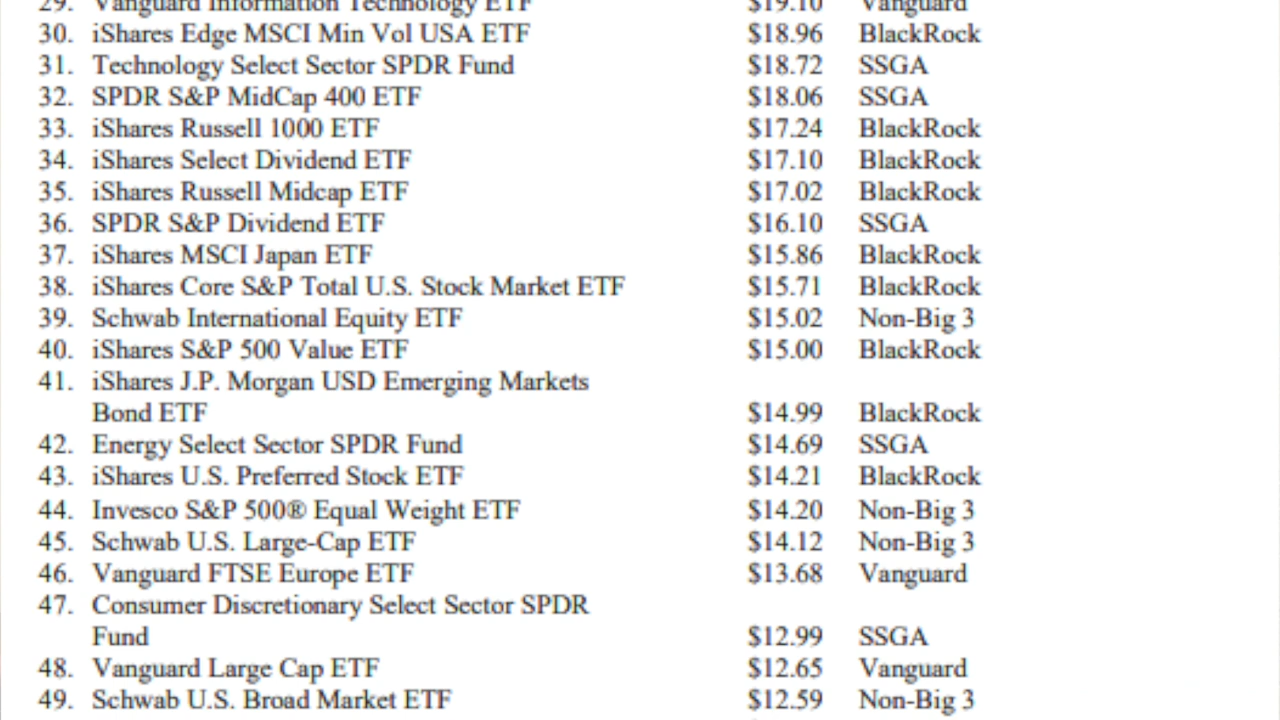 29. Vanguard Information Technology ETF $19.10 Vanguard
30. iShares Edge MSCI Min Vol USA ETF $18.96 BlackRock
31. Technology Select Sector SPDR Fund $18.72 SSGA
32. SPDR S&P MidCap 400 ETF $18.06 SSGA
33. iShares Russell 1000 ETF $17.24 BlackRock
34. iShares Select Dividend ETF $17.10 BlackRock
35. iShares Russell Midcap ETF $17.02 BlackRock
36. SPDR S&P Dividend ETF $16.10 SSGA
37. iShares MSCI Japan ETF $15.86 BlackRock
38. iShares Core S&P Total U.S. Stock Market ETF $15.71 BlackRock
39. Schwab International Equity ETF $15.02 Non-Big 3
40. iShares S&P 500 Value ETF $15.00 BlackRock
41. iShares J.P. Morgan USD Emerging Markets
Bond ETF $14.99 BlackRock
42. Energy Select Sector SPDR Fund $14.69 SSGA
43. iShares U.S. Preferred Stock ETF $14.21 BlackRock
44. Invesco S&P 500® Equal Weight ETF $14.20 Non-Big 3
45. Schwab U.S. Large-Cap ETF $14.12 Non-Big 3
46. Vanguard FTSE Europe ETF $13.68 Vanguard
47. Consumer Discretionary Select Sector SPDR
Fund $12.99 SSGA
48. Vanguard Large Cap ETF $12.65 Vanguard
49. Schwab U.S. Broad Market ETF $12.59 Non-Big 3